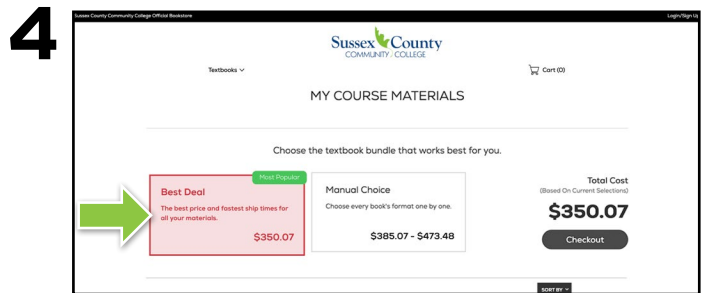 4
Sussex County Community College Official Bookstore
Login/Sign Up
Sussex County
COMMUNITY COLLEGE
Textbooks
Cart (0)
MY COURSE MATERIALS
Choose the textbook bundle that works best for you.
Most Popular
Best Deal
The best price and fastest ship times for
all your materials.
$350.07
Manual Choice
Choose every book's format one by one.
$385.07 - $473.48
Total Cost
(Based On Current Selections)
$350.07
Checkout
SORT BY